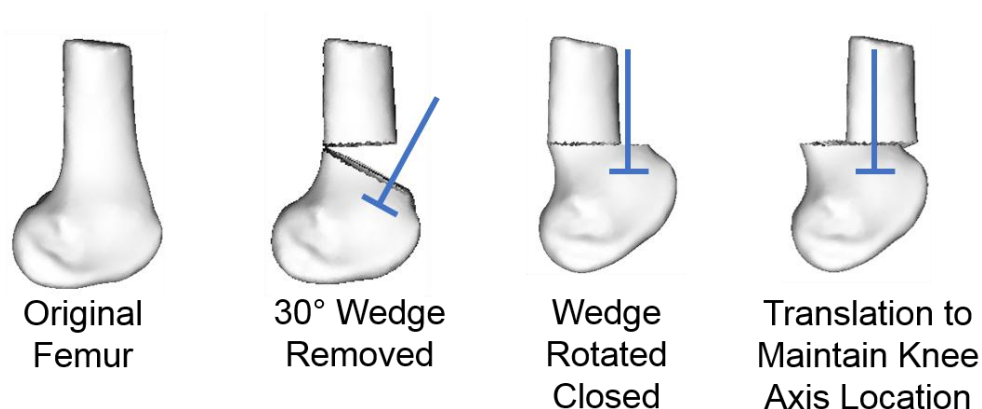 Original
Femur
30° Wedge
Removed
Wedge
Rotated
Closed
Translation to
Maintain Knee
Axis Location